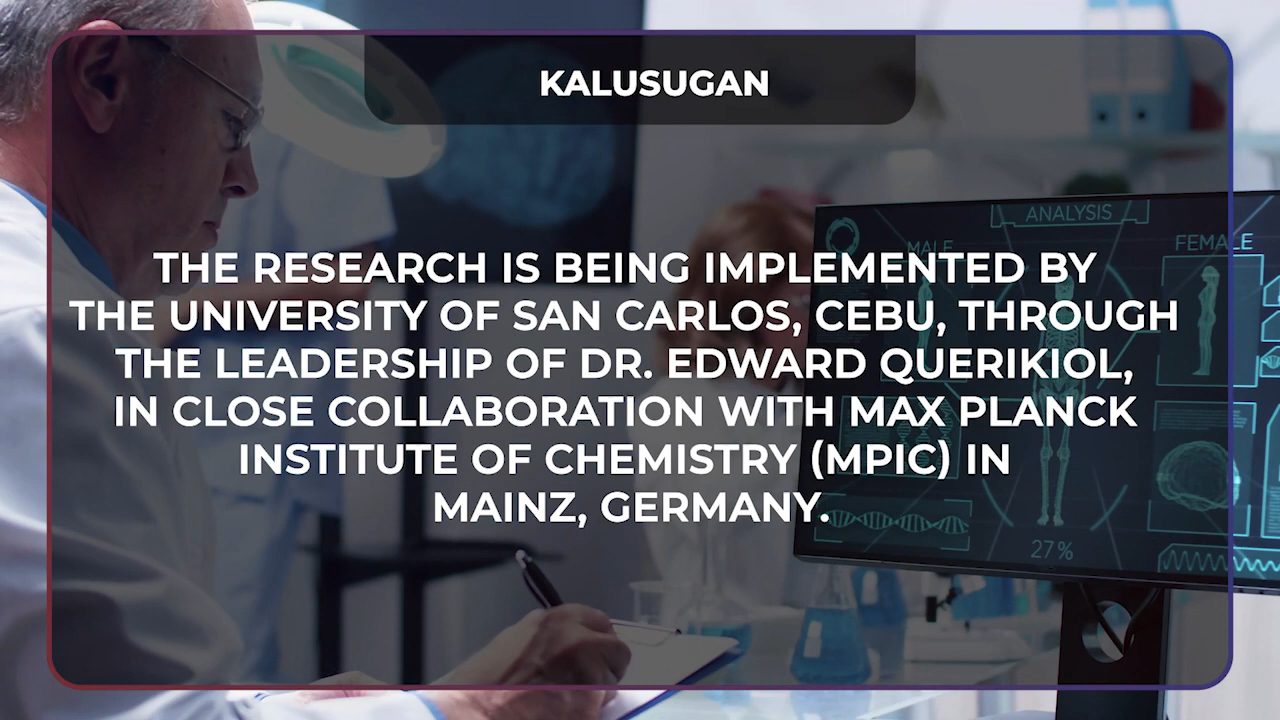 KALUSUGAN
ANALYSIS
MALE
FEMALE
THE RESEARCH IS BEING IMPLEMENTED BY
THE UNIVERSITY OF SAN CARLOS, CEBU, THROUGH
THE LEADERSHIP OF DR. EDWARD QUERIKIOL,
IN CLOSE COLLABORATION WITH MAX PLANCK
INSTITUTE OF CHEMISTRY (MPIC) IN
MAINZ, GERMANY.
27%